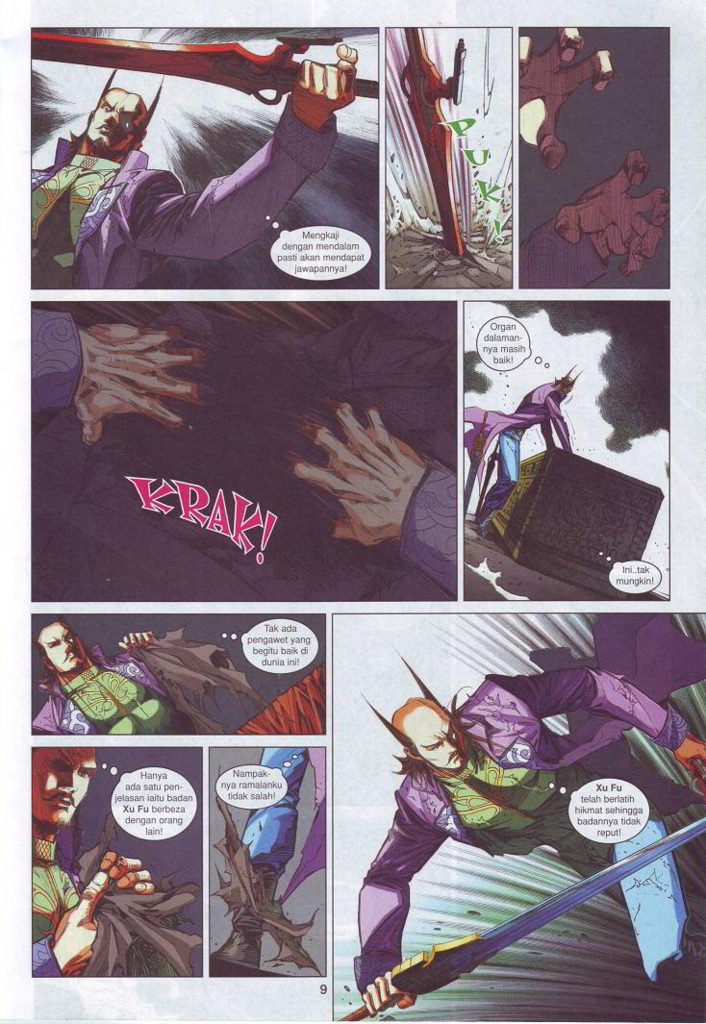 Mengkaji
dengan mendalam
pasti akan mendapat
jawapannya!
PUK!
KRAK!
Organ
dalaman-
nya masih
baik!
Ini..tak
mungkin!
Tak ada
pengawet yang
begitu baik di
dunia ini!
Hanya
ada satu pen-
jelasan iaitu badan
Xu Fu berbeza
dengan orang
lain!
Nampak-
nya ramalanku
tidak salah!
Xu Fu
telah berlatih
hikmat sehingga
badannya tidak
reput!
9